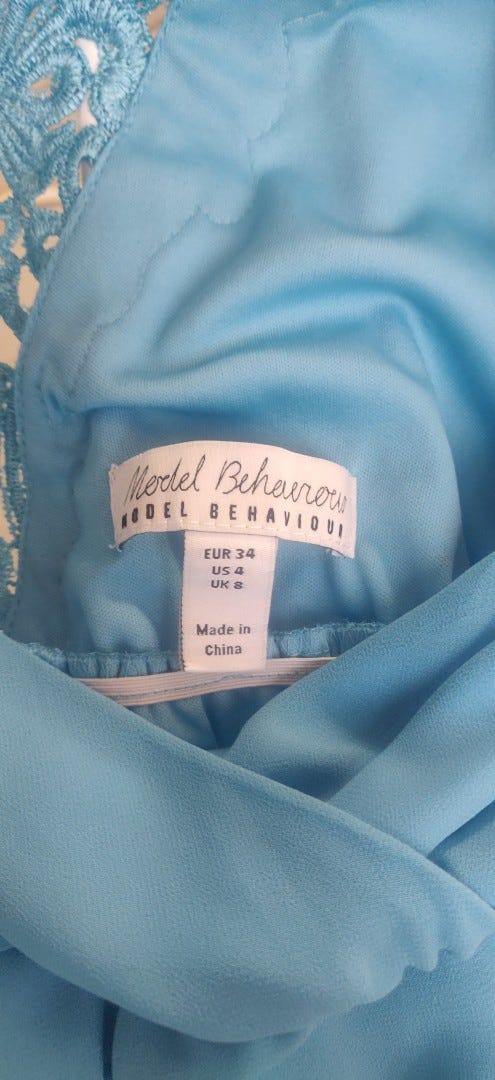 Model Behaviour
MODEL BEHAVIOUR
EUR 34
US 4
UK 8
Made in
China